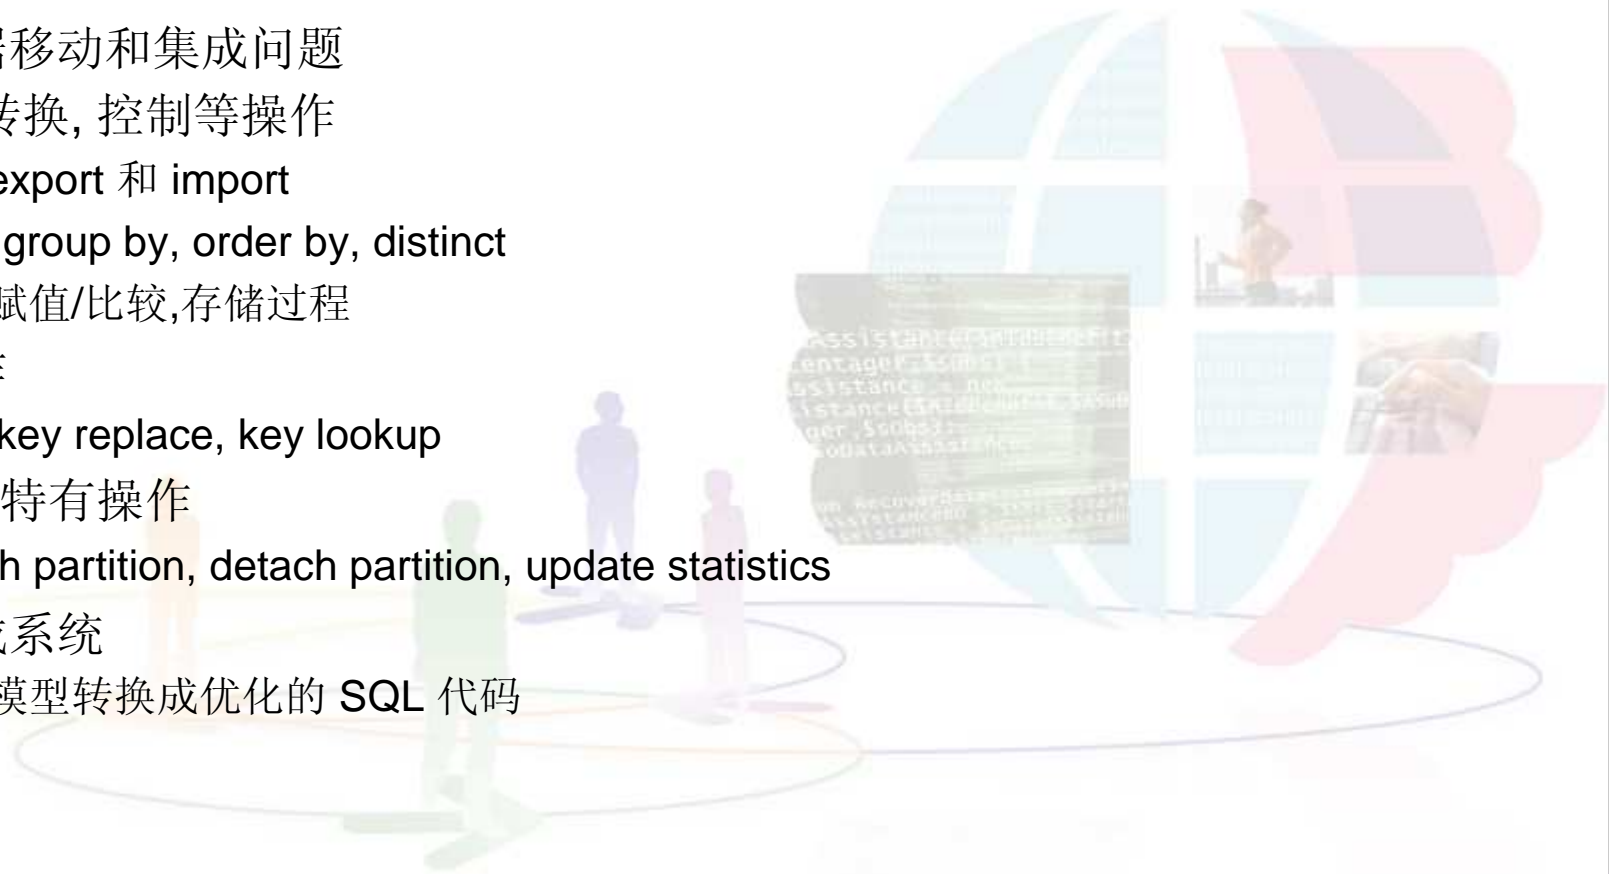 移动和集成问题
转换, 控制等操作
export 和 import
group by, order by, distinct
赋值/比较,存储过程
key replace, key lookup
特有操作
h partition, detach partition, update statistics
系统
模型转换成优化的 SQL 代码